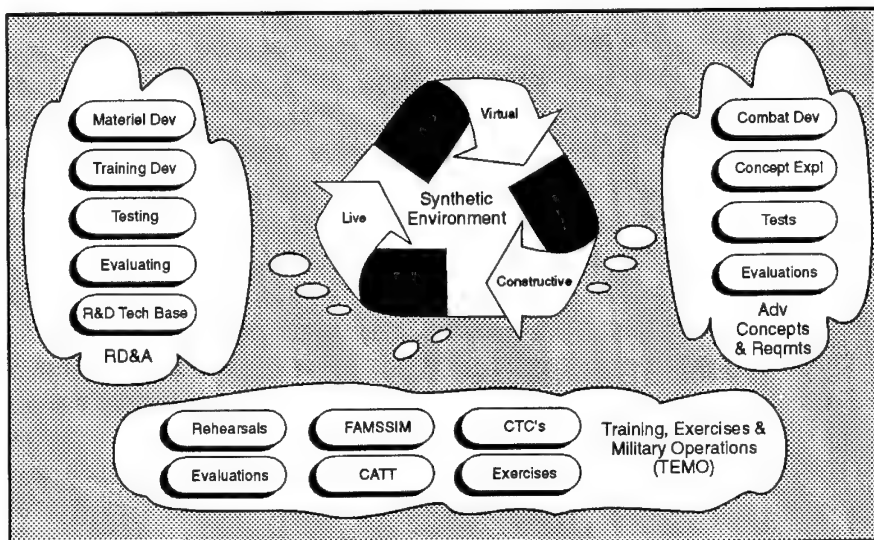 Materiel Dev
Training Dev
Testing
Evaluating
R&D Tech Base
RD&A
Virtual
Synthetic
Environment
Live
Constructive
Combat Dev
Concept Expl
Tests
Evaluations
Adv
Concepts
& Reqmts
Rehearsals
FAMSSIM
CTC's
Evaluations
CATT
Exercises
Training, Exercises &
Military Operations
(TEMO)